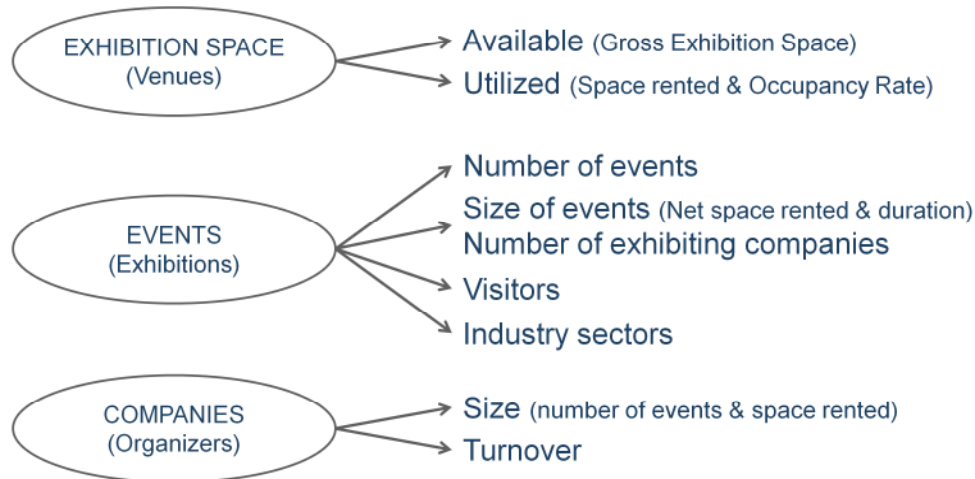 EXHIBITION SPACE
(Venues)
Available (Gross Exhibition Space)
Utilized (Space rented & Occupancy Rate)
EVENTS
(Exhibitions)
Number of events
Size of events (Net space rented & duration)
Number of exhibiting companies
Visitors
Industry sectors
COMPANIES
(Organizers)
Size (number of events & space rented)
Turnover